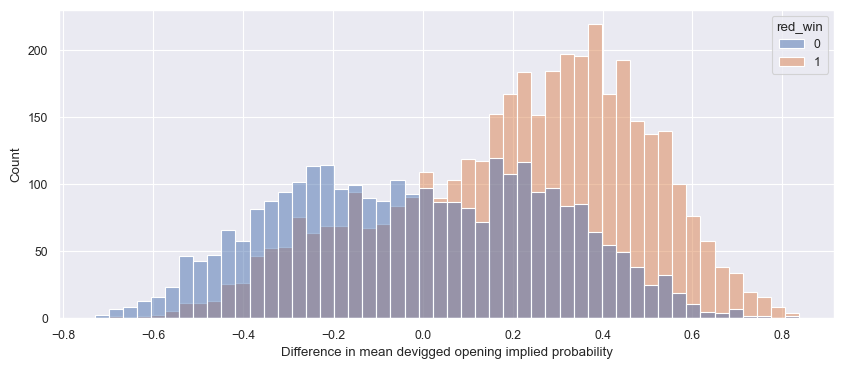 red_win
0
1
200
150
100
50
0
Count
−0.8 −0.6 −0.4 −0.2 0.0 0.2 0.4 0.6 0.8
Difference in mean devigged opening implied probability